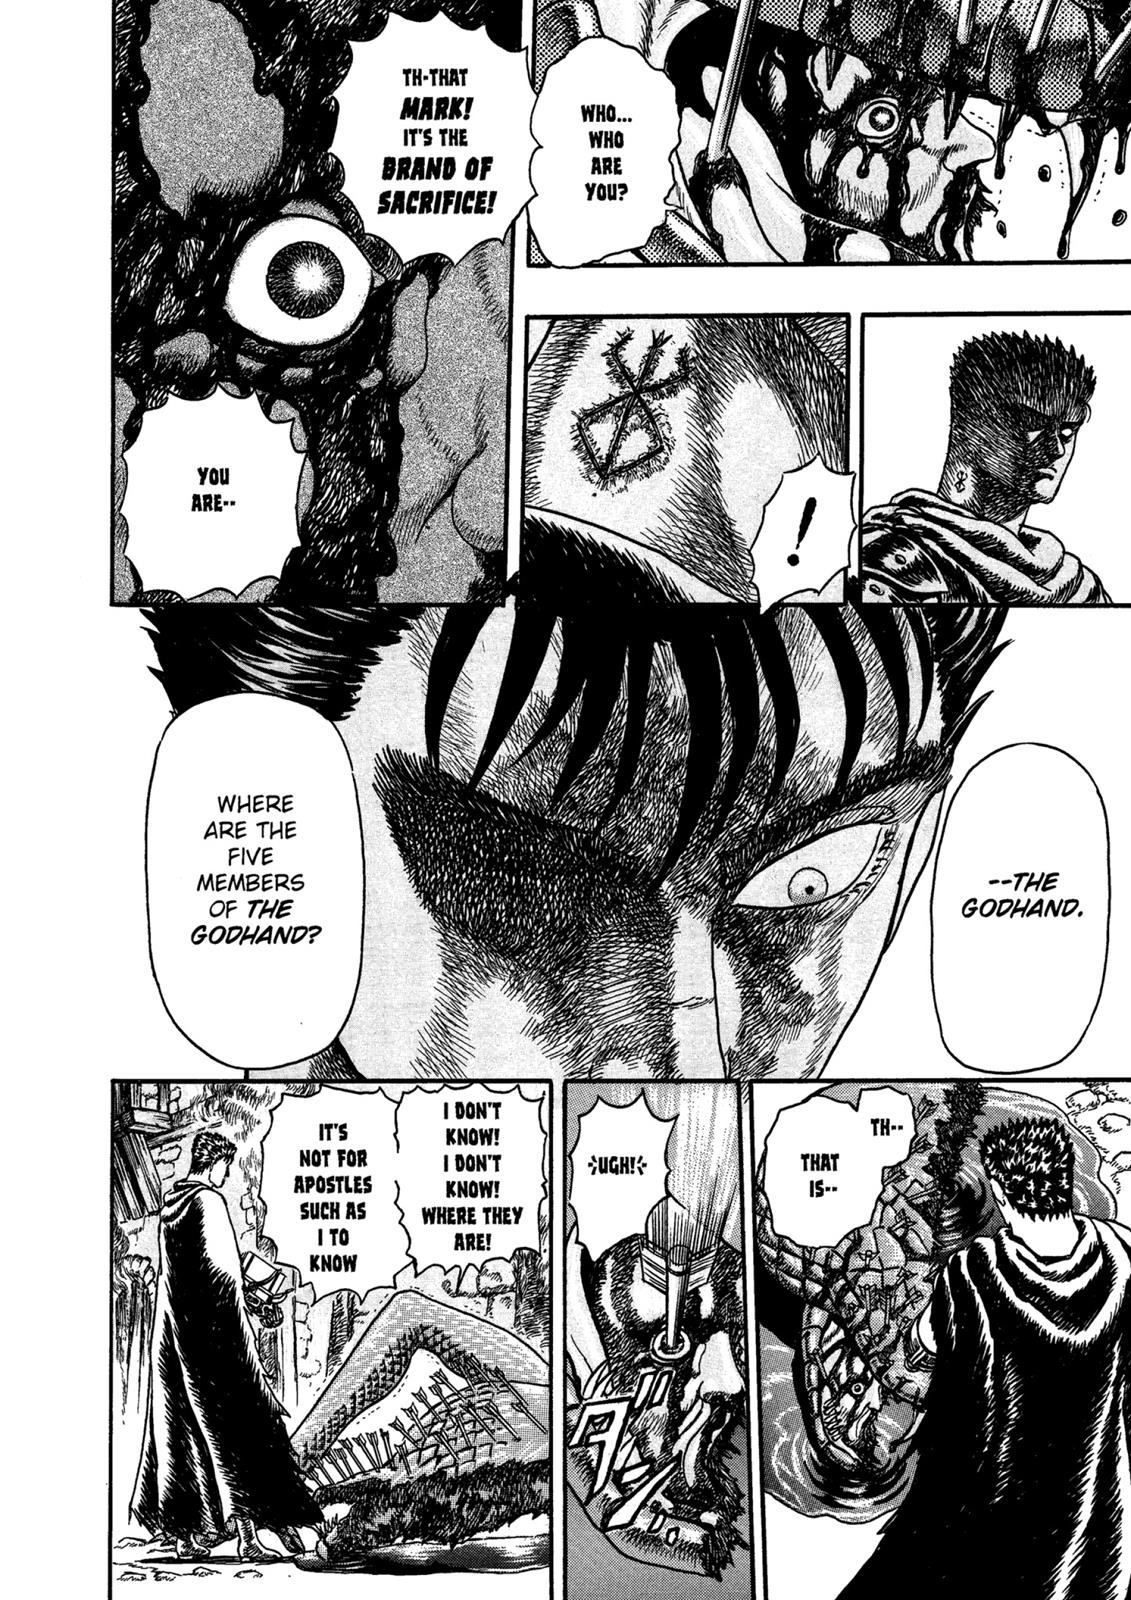 WHO...
WHO
ARE
YOU?
!
TH-THAT
MARK!
IT'S THE
BRAND OF
SACRIFICE!
YOU
ARE--
--THE
GODHAND.
WHERE
ARE THE
FIVE
MEMBERS
OF THE
GODHAND?
TH--
THAT
IS--
UGH!
I DON'T
KNOW!
I DON'T
KNOW!
WHERE THEY
ARE!
IT'S
NOT FOR
APOSTLES
SUCH AS
I TO
KNOW